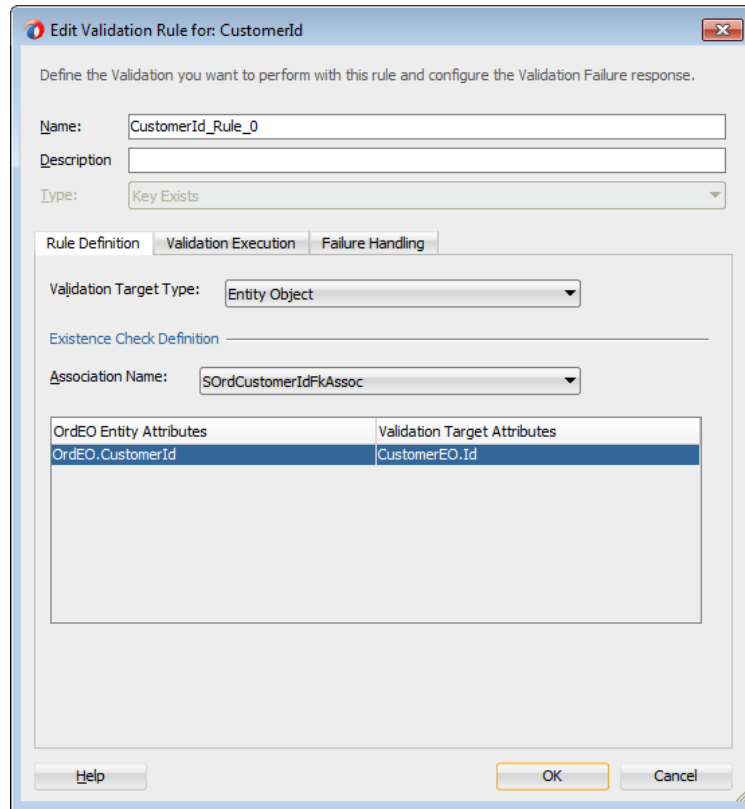 Edit Validation Rule for: CustomerId
Define the Validation you want to perform with this rule and configure the Validation Failure response.
Name: CustomerId_Rule_0
Description
Type: Key Exists
Rule Definition Validation Execution Failure Handling
Validation Target Type: Entity Object
Existence Check Definition
Association Name: SOrdCustomerIdFkAssoc
OrdEO Entity Attributes Validation Target Attributes
OrdEO.CustomerId CustomerEO.Id
Help OK Cancel